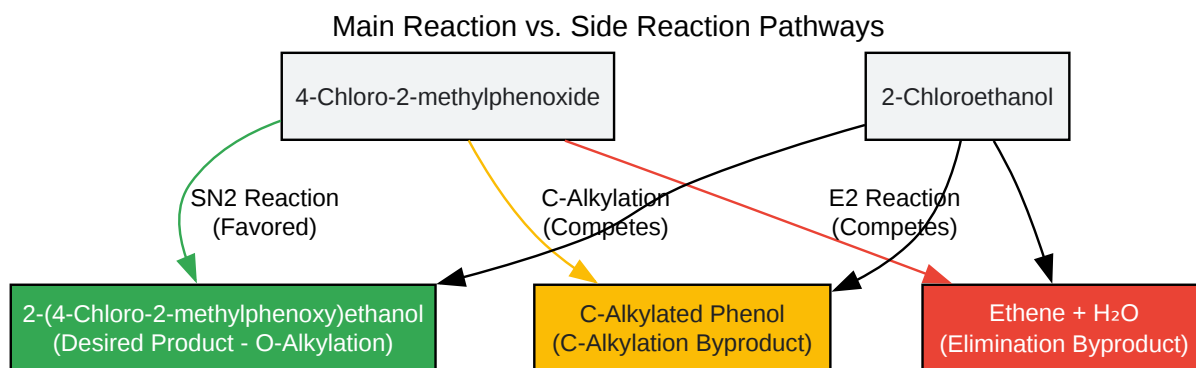 Main Reaction vs. Side Reaction Pathways
4-Chloro-2-methylphenoxide
2-Chloroethanol
SN2 Reaction
(Favored)
C-Alkylation
(Competes)
E2 Reaction
(Competes)
2-(4-Chloro-2-methylphenoxy)ethanol
(Desired Product - O-Alkylation)
C-Alkylated Phenol
(C-Alkylation Byproduct)
Ethene + H₂O
(Elimination Byproduct)